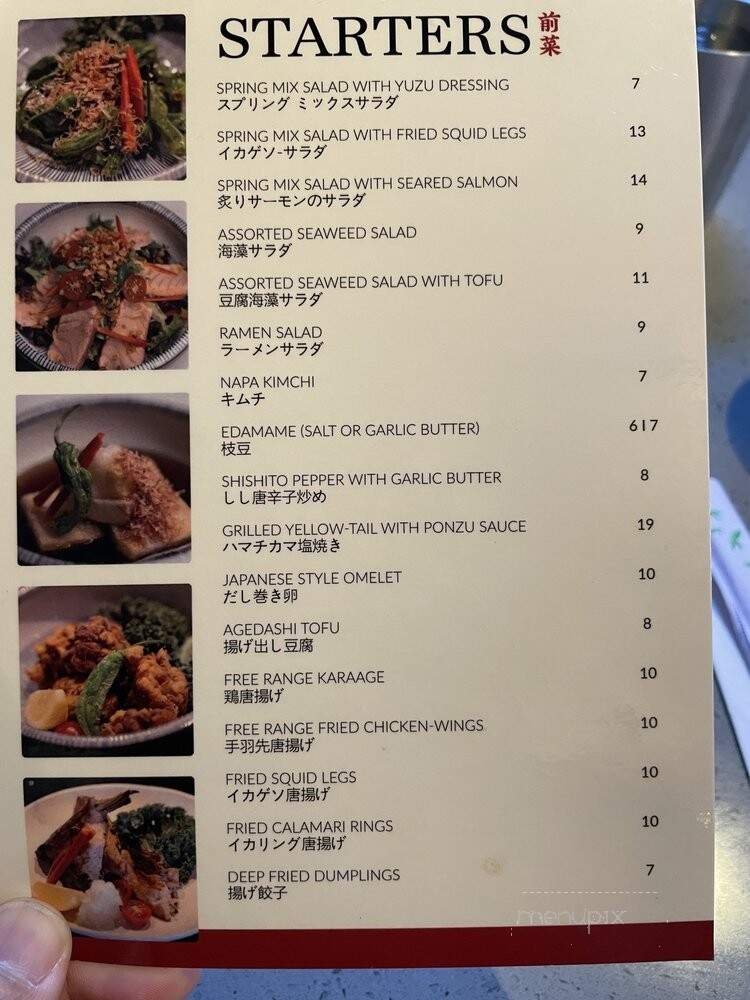 STARTERS 前菜
SPRING MIX SALAD WITH YUZU DRESSING 7
スプリング ミックスサラダ
SPRING MIX SALAD WITH FRIED SQUID LEGS 13
イカゲソ-サラダ
SPRING MIX SALAD WITH SEARED SALMON 14
炙りサーモンのサラダ
ASSORTED SEAWEED SALAD 9
海藻サラダ
ASSORTED SEAWEED SALAD WITH TOFU 11
豆腐海藻サラダ
RAMEN SALAD 9
ラーメンサラダ
NAPA KIMCHI 7
キムチ
EDAMAME (SALT OR GARLIC BUTTER) 6 I 7
枝豆
SHISHITO PEPPER WITH GARLIC BUTTER 8
しし唐辛子炒め
GRILLED YELLOW-TAIL WITH PONZU SAUCE 19
ハマチカマ塩焼き
JAPANESE STYLE OMELET 10
だし巻き卵
AGEDASHI TOFU 8
揚げ出し豆腐
FREE RANGE KARAAGE 10
鶏唐揚げ
FREE RANGE FRIED CHICKEN-WINGS 10
手羽先唐揚げ
FRIED SQUID LEGS 10
イカゲソ唐揚げ
FRIED CALAMARI RINGS 10
イカリング唐揚げ
DEEP FRIED DUMPLINGS 7
揚げ餃子
menupix